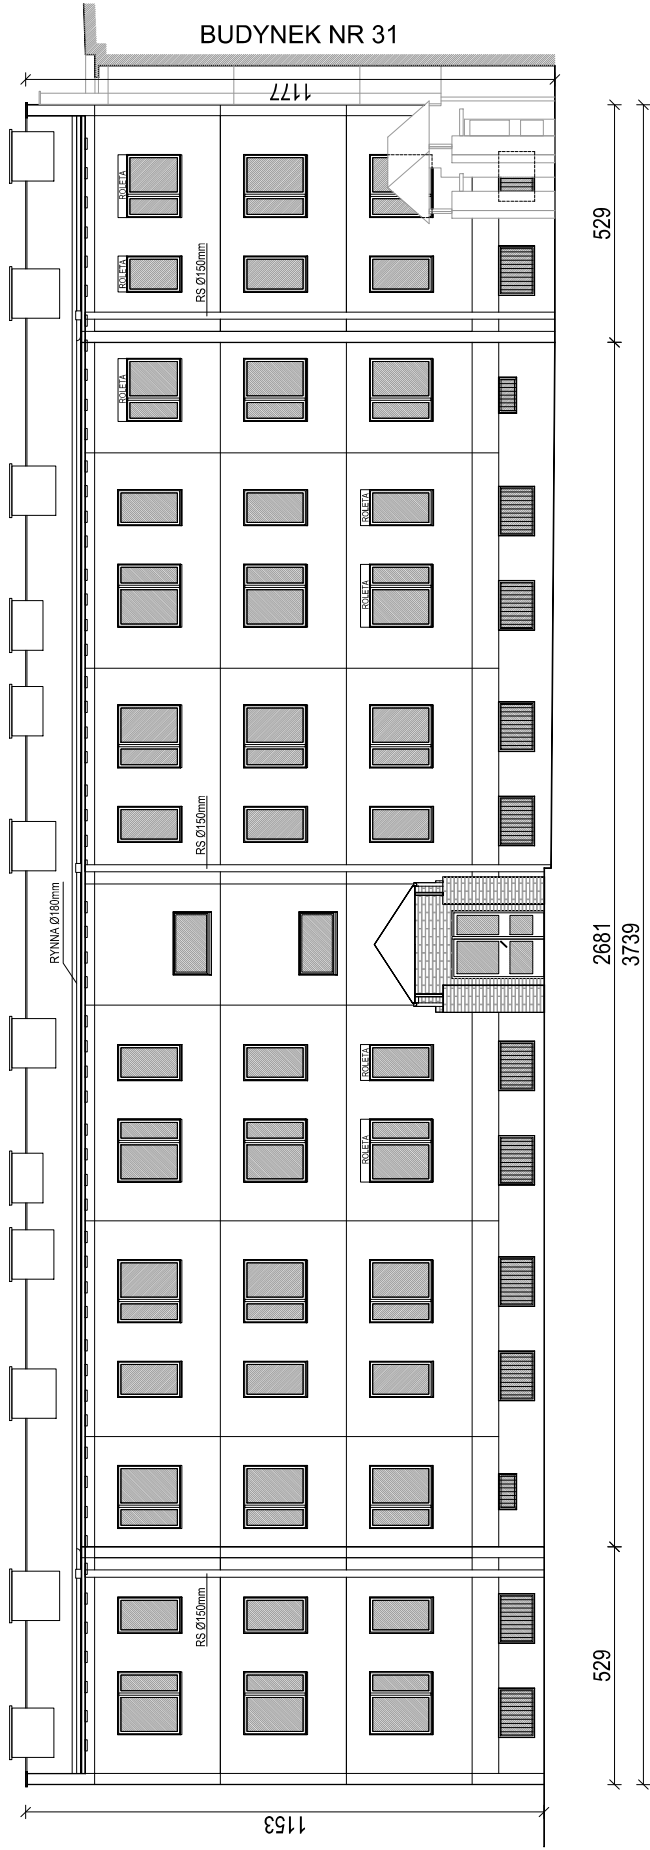 BUDYNEK NR 31
1177
ROLETA
ROLETA
RS Ø150mm
529
ROLETA
ROLETA
ROLETA
RS Ø150mm
RYNNA Ø180mm
2681
3739
ROLETA
ROLETA
RS Ø150mm
529
1153